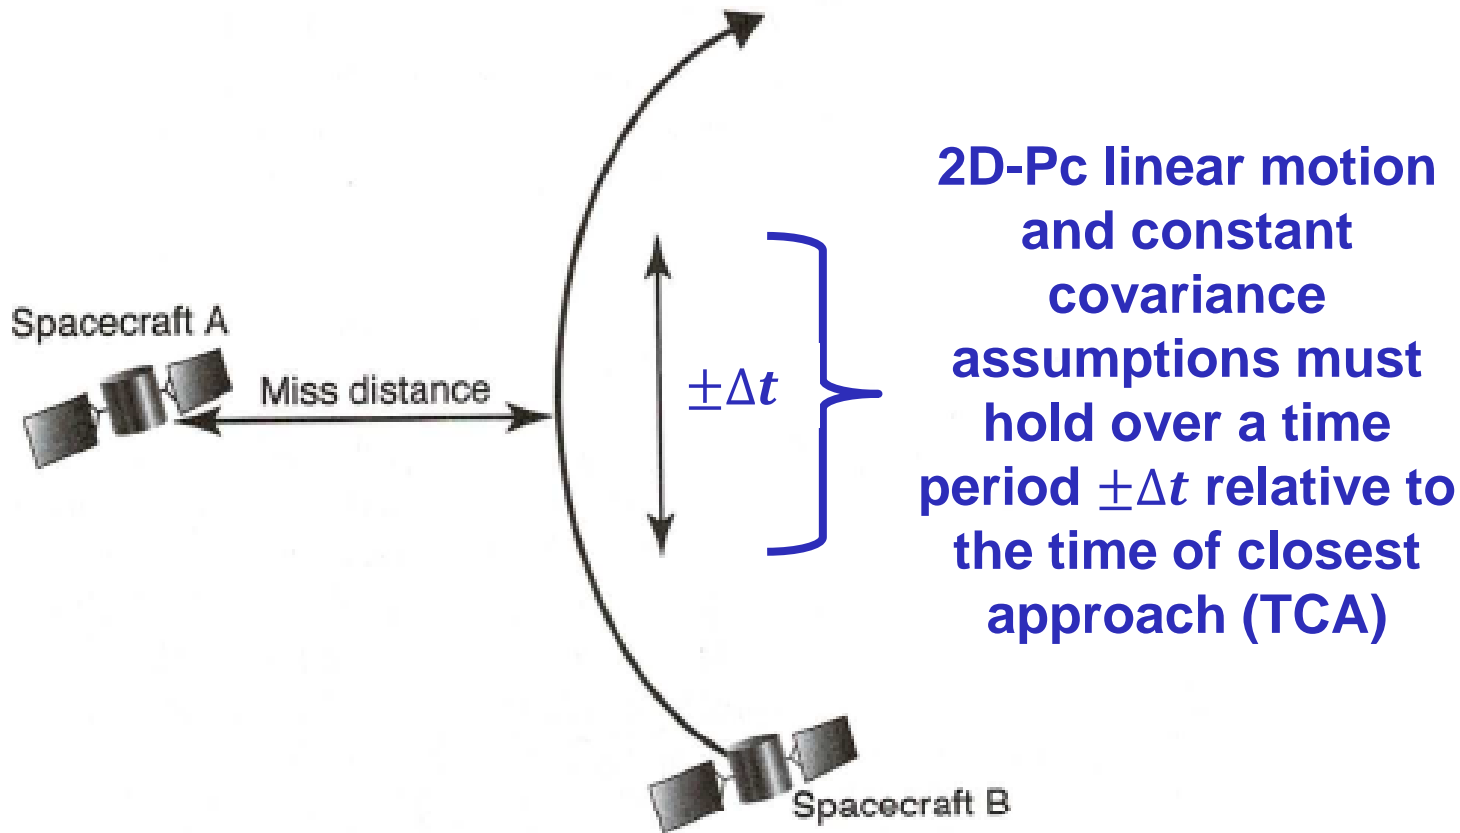 Spacecraft A
Miss distance
±Δt
2D-Pc linear motion
and constant
covariance
assumptions must
hold over a time
period ±Δt relative to
the time of closest
approach (TCA)
Spacecraft B